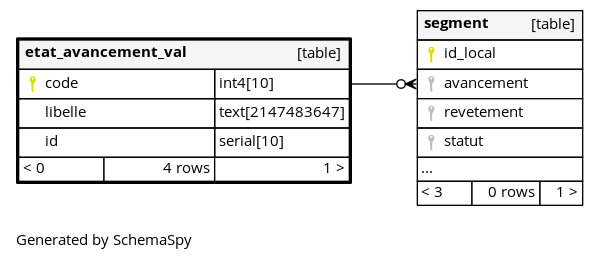 etat_avancement_val [table]
code int4[10]
libelle text[2147483647]
id serial[10]
< 0 4 rows 1 >
segment [table]
id_local
avancement
revetement
statut
...
< 3 0 rows 1 >
Generated by SchemaSpy